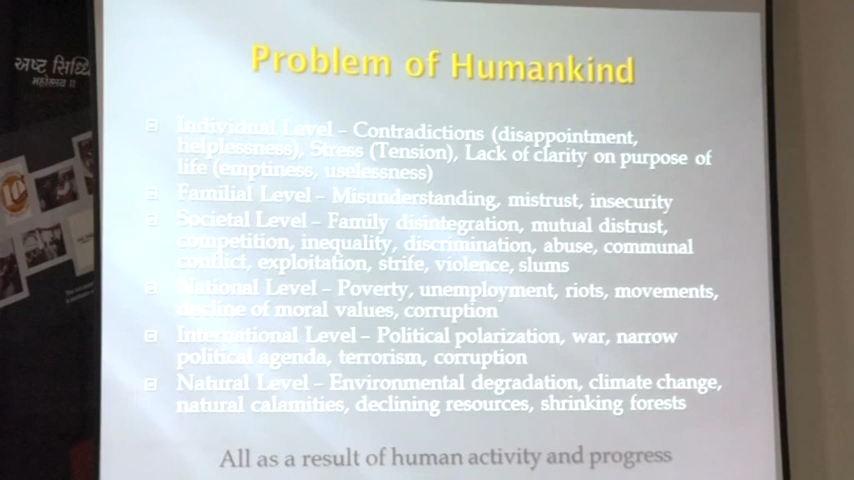 અષ્ટ સિદ્ધિ
Problem of Humankind
Individual Level – Contradictions (disappointment,
helplessness), Stress (Tension), Lack of clarity on purpose of
life (emptiness, uselessness)
Familial Level – Misunderstanding, mistrust, insecurity
Societal Level – Family disintegration, mutual distrust,
competition, inequality, discrimination, abuse, communal
conflict, exploitation, strife, violence, slums
National Level – Poverty, unemployment, riots, movements,
decline of moral values, corruption
International Level – Political polarization, war, narrow
political agenda, terrorism, corruption
Natural Level – Environmental degradation, climate change,
natural calamities, declining resources, shrinking forests
All as a result of human activity and progress